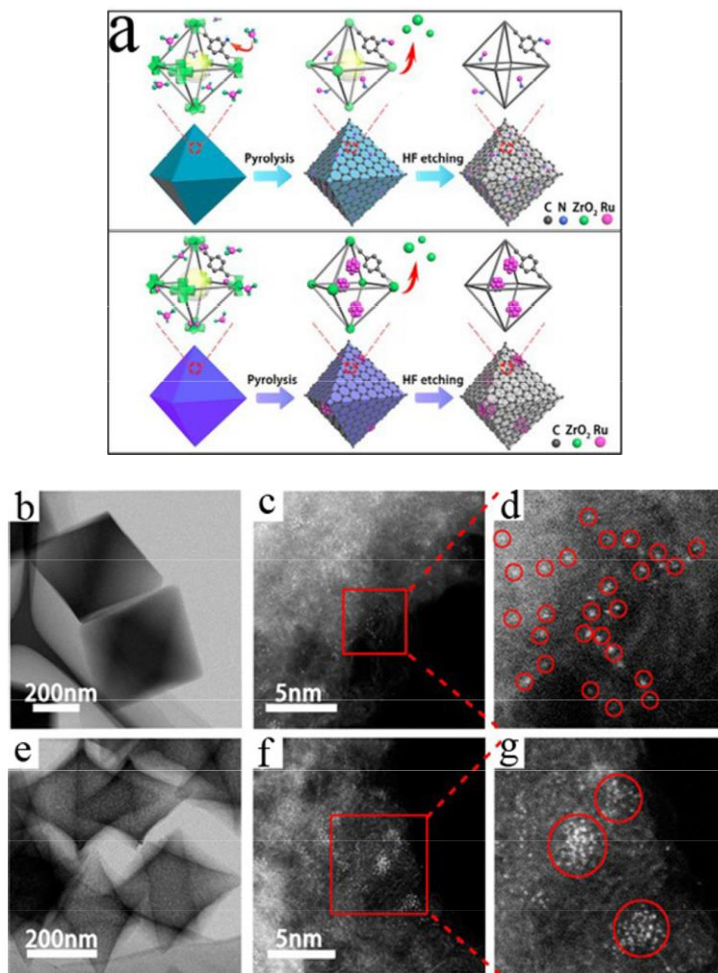 a
Pyrolysis
HF etching
C N ZrO₂ Ru
Pyrolysis
HF etching
C ZrO₂ Ru
b
c
d
200nm
5nm
e
f
g
200nm
5nm